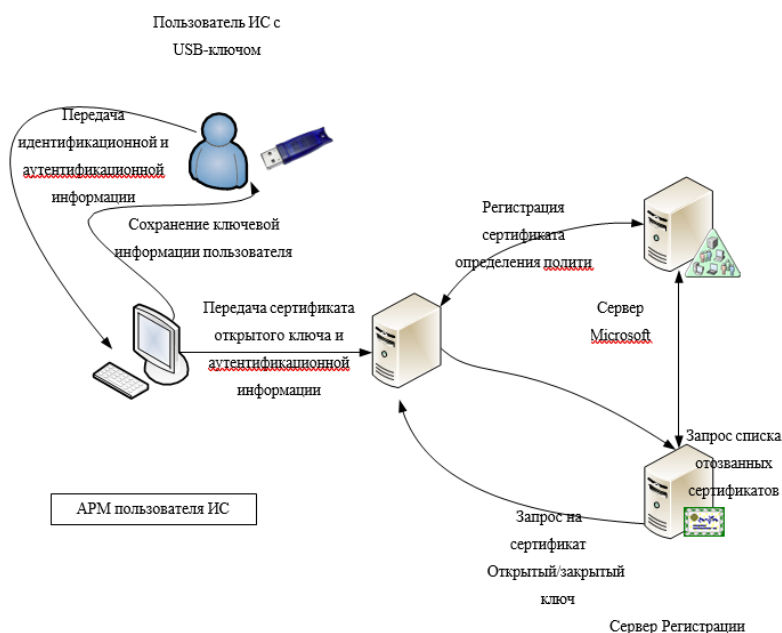 Пользователь ИС с
USB-ключом
Передача
идентификационной и
аутентификационной
информации
Сохранение ключевой
информации пользователя
Регистрация
сертификата
определения полити
Передача сертификата
открытого ключа и
аутентификационной
информации
Сервер
Microsoft
Запрос списка
отозванных
сертификатов
АРМ пользователя ИС
Запрос на
сертификат
Открытый/закрытый
ключ
Сервер Регистрации